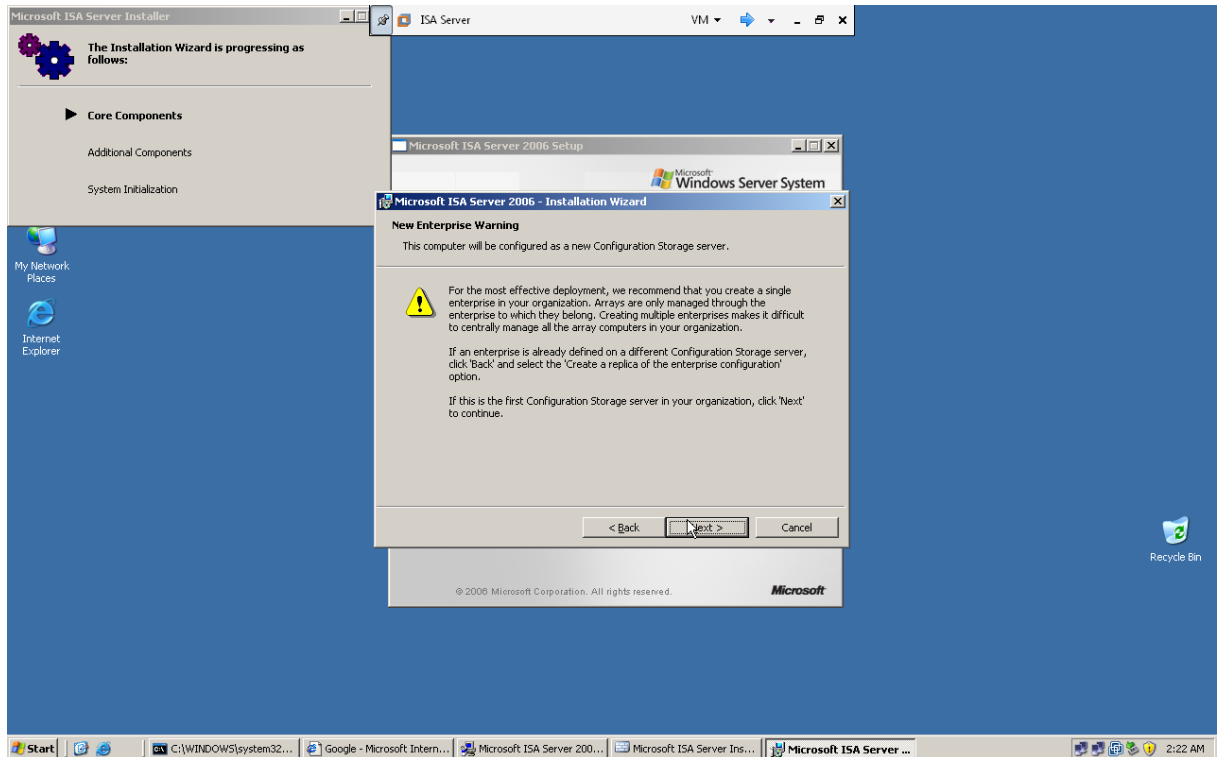 Microsoft ISA Server Installer
The Installation Wizard is progressing as
follows:
Core Components
Additional Components
System Initialization
ISA Server
VM
My Network
Places
Internet
Explorer
Microsoft ISA Server 2006 Setup
Microsoft
Windows Server System
Microsoft ISA Server 2006 - Installation Wizard
New Enterprise Warning
This computer will be configured as a new Configuration Storage server.
For the most effective deployment, we recommend that you create a single
enterprise in your organization. Arrays are only managed through the
enterprise to which they belong. Creating multiple enterprises makes it difficult
to centrally manage all the array computers in your organization.
If an enterprise is already defined on a different Configuration Storage server,
click 'Back' and select the 'Create a replica of the enterprise configuration'
option.
If this is the first Configuration Storage server in your organization, click 'Next'
to continue.
< Back
Next >
Cancel
Recycle Bin
© 2006 Microsoft Corporation. All rights reserved.
Microsoft
Start
C:\WINDOWS\system32...
Google - Microsoft Intern...
Microsoft ISA Server 200...
Microsoft ISA Server Ins...
Microsoft ISA Server ...
2:22 AM